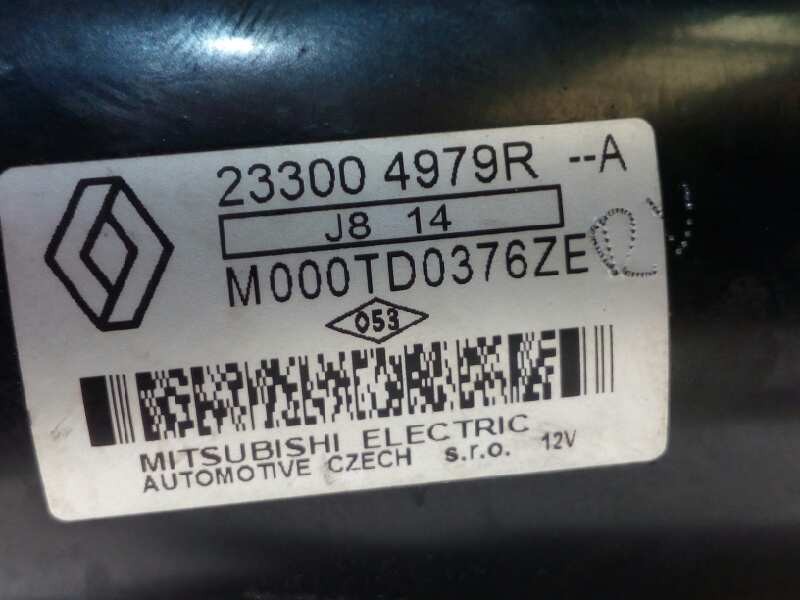 23300 4979R --A
J8 14
M000TD0376ZE
053
MITSUBISHI ELECTRIC
AUTOMOTIVE CZECH s.r.o. 12V